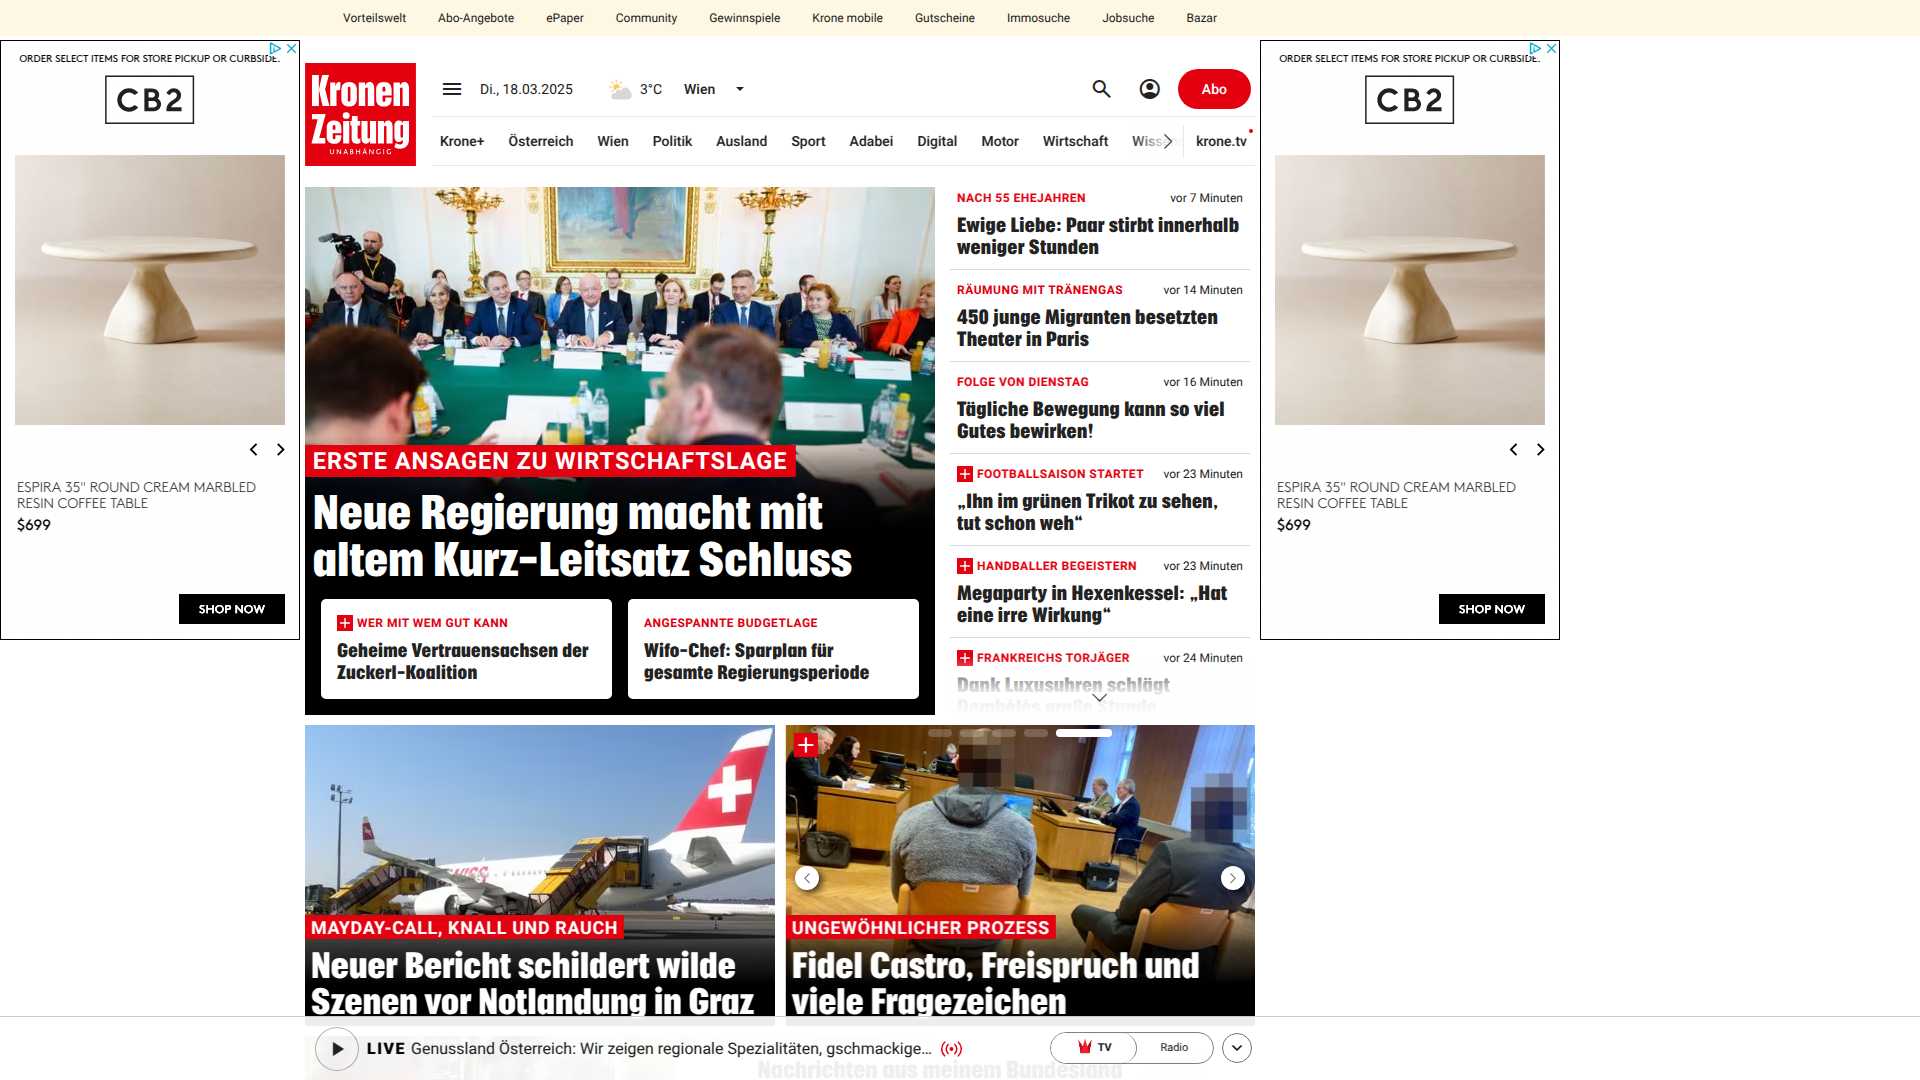 Vorteilswelt
Abo-Angebote
ePaper
Community
Gewinnspiele
Krone mobile
Gutscheine
Immosuche
Jobsuche
Bazar
ORDER SELECT ITEMS FOR STORE PICKUP OR CURBSIDE.
CB2
ESPIRA 35" ROUND CREAM MARBLED
RESIN COFFEE TABLE
$699
SHOP NOW
Kronen
Zeitung
UNABHÄNGIG
Di., 18.03.2025
3°C
Wien
Abo
Krone+
Österreich
Wien
Politik
Ausland
Sport
Adabei
Digital
Motor
Wirtschaft
krone.tv
ERSTE ANSAGEN ZU WIRTSCHAFTSLAGE
Neue Regierung macht mit
altem Kurz-Leitsatz Schluss
WER MIT WEM GUT KANN
Geheime Vertrauensachsen der
Zuckerl-Koalition
ANGESPANNTE BUDGETLAGE
Wifo-Chef: Sparplan für
gesamte Regierungsperiode
NACH 55 EHEJAHREN
vor 7 Minuten
Ewige Liebe: Paar stirbt innerhalb
weniger Stunden
RÄUMUNG MIT TRÄNENGAS
vor 14 Minuten
450 junge Migranten besetzten
Theater in Paris
FOLGE VON DIENSTAG
vor 16 Minuten
Tägliche Bewegung kann so viel
Gutes bewirken!
FOOTBALLSAISON STARTET
vor 23 Minuten
„Ihn im grünen Trikot zu sehen,
tut schon weh“
HANDBALLER BEGEISTERN
vor 23 Minuten
Megaparty in Hexenkessel: „Hat
eine irre Wirkung“
FRANKREICHS TORJÄGER
vor 24 Minuten
Dank Luxusuhren schlägt
Dembélés große Stunde
ORDER SELECT ITEMS FOR STORE PICKUP OR CURBSIDE.
CB2
ESPIRA 35" ROUND CREAM MARBLED
RESIN COFFEE TABLE
$699
SHOP NOW
MAYDAY-CALL, KNALL UND RAUCH
Neuer Bericht schildert wilde
Szenen vor Notlandung in Graz
UNGEWÖHNLICHER PROZESS
Fidel Castro, Freispruch und
viele Fragezeichen
LIVE Genussland Österreich: Wir zeigen regionale Spezialitäten, gschmackige...
TV
Radio
Nachrichten aus meinem Bundesland